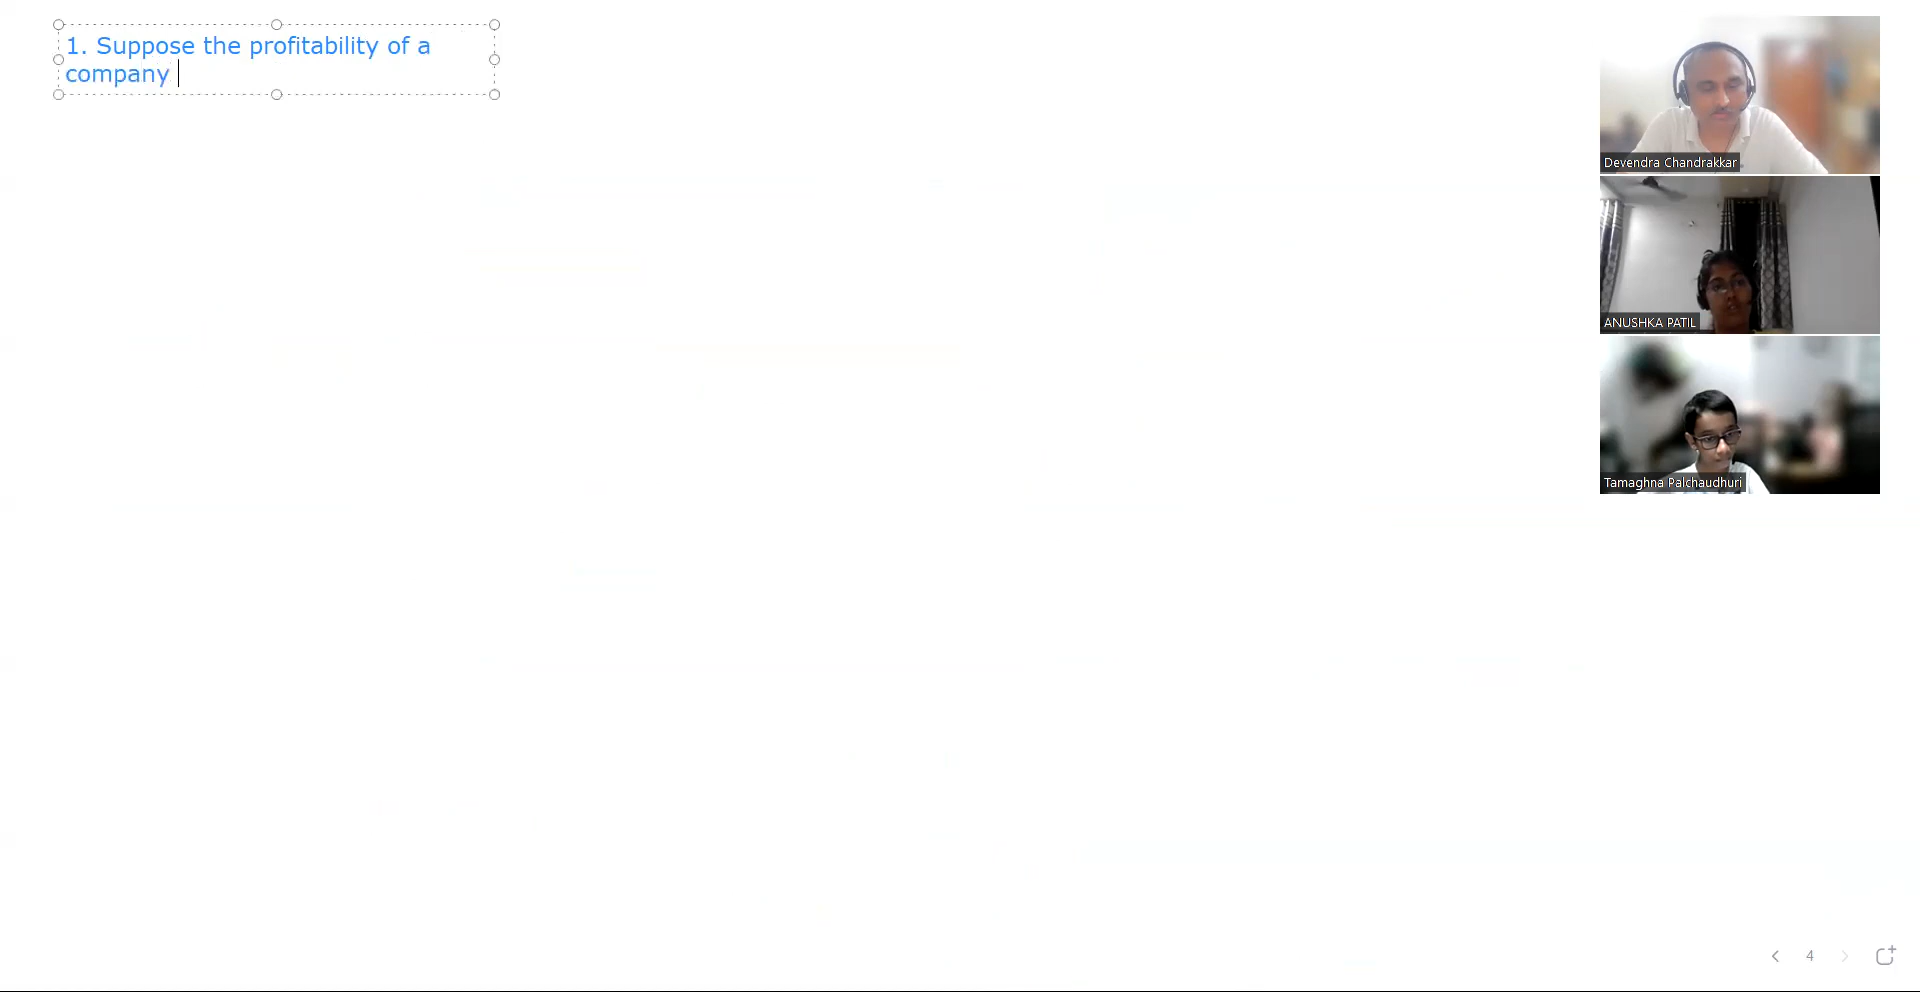 1. Suppose the profitability of a
company
Devendra Chandrakkar
ANUSHKA PATIL
Tamaghna Palchaudhuri
4